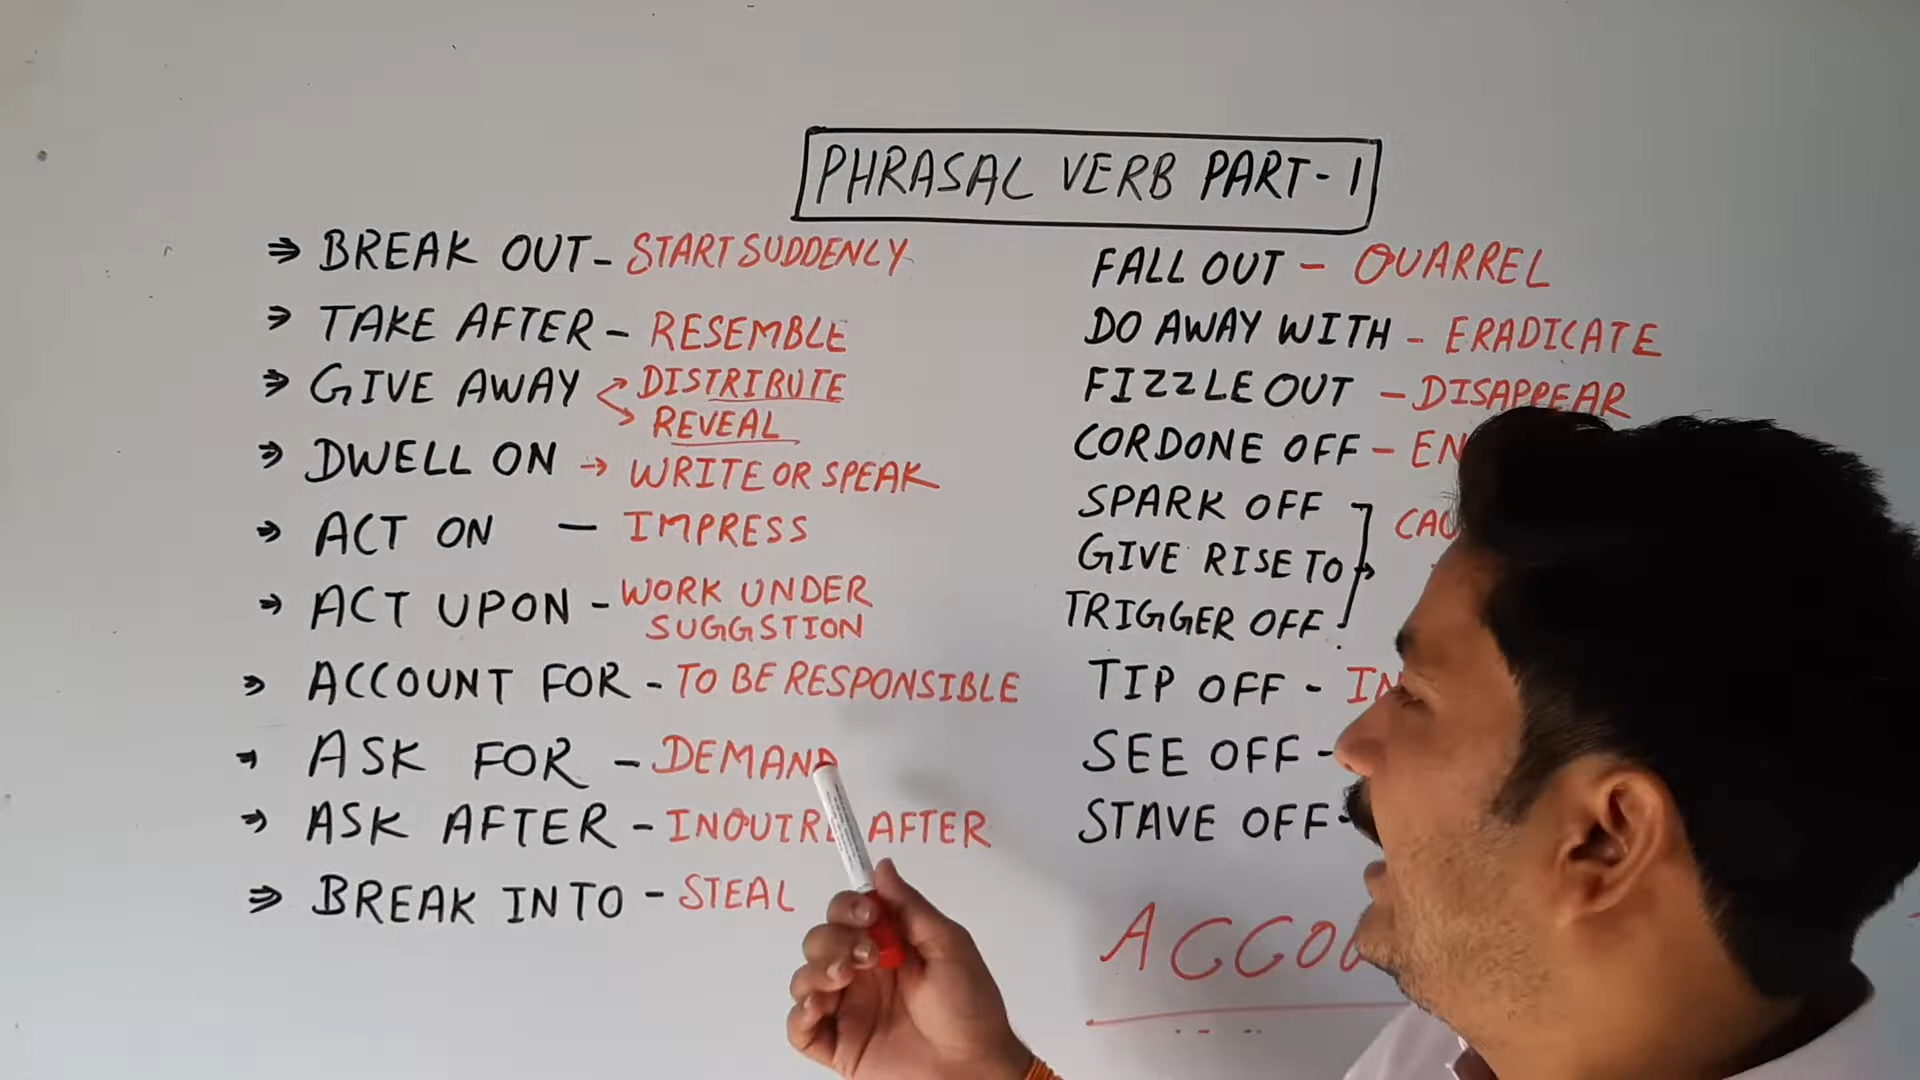 PHRASAL VERB PART-1
⇒ BREAK OUT - START SUDDENLY
⇒ TAKE AFTER - RESEMBLE
⇒ GIVE AWAY → DISTRIBUTE
→ REVEAL
⇒ DWELL ON → WRITE OR SPEAK
⇒ ACT ON - IMPRESS
⇒ ACT UPON - WORK UNDER
SUGGSTION
⇒ ACCOUNT FOR - TO BE RESPONSIBLE
⇒ ASK FOR - DEMAND
⇒ ASK AFTER - AFTER
⇒ BREAK INTO - STEAL
FALL OUT - QUARREL
DO AWAY WITH - ERADICATE
FIZZLE OUT - DISAPPEAR
CORDONE OFF -
SPARK OFF
GIVE RISE TO →
TRIGGER OFF
TIP OFF -
SEE OFF -
STAVE OFF -